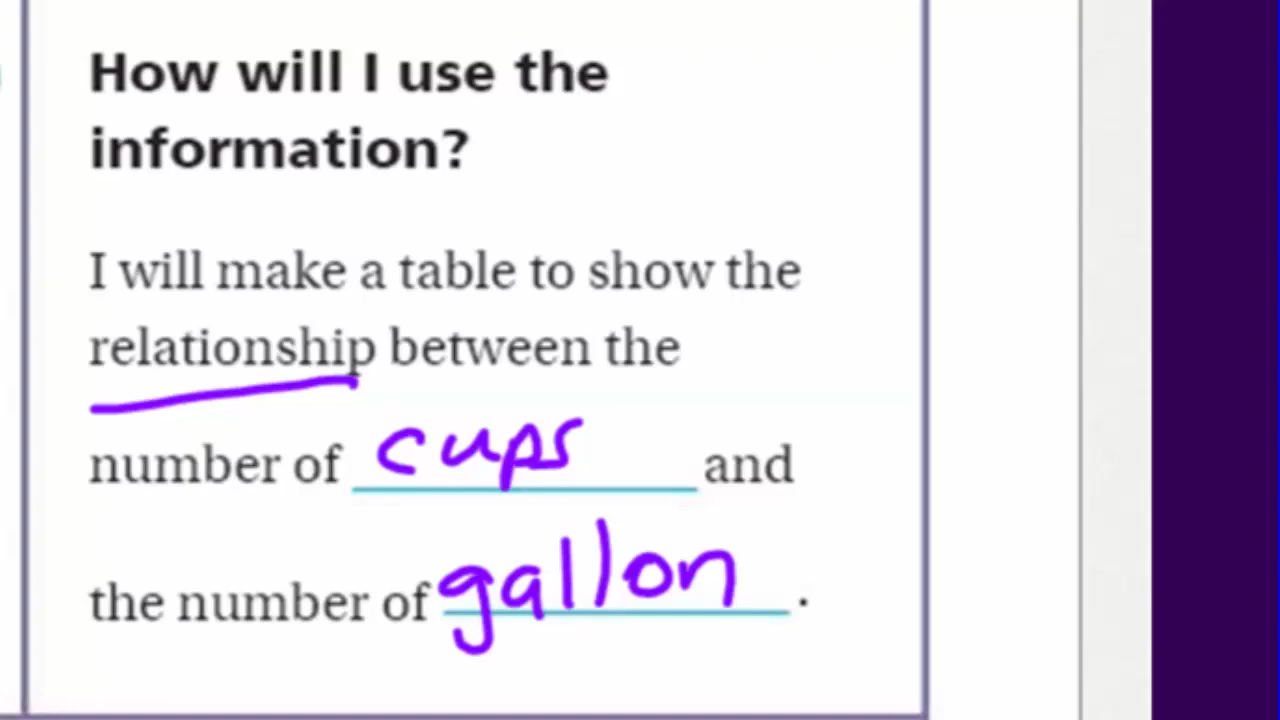 How will I use the
information?
I will make a table to show the
relationship between the
number of cups and
the number of gallon.